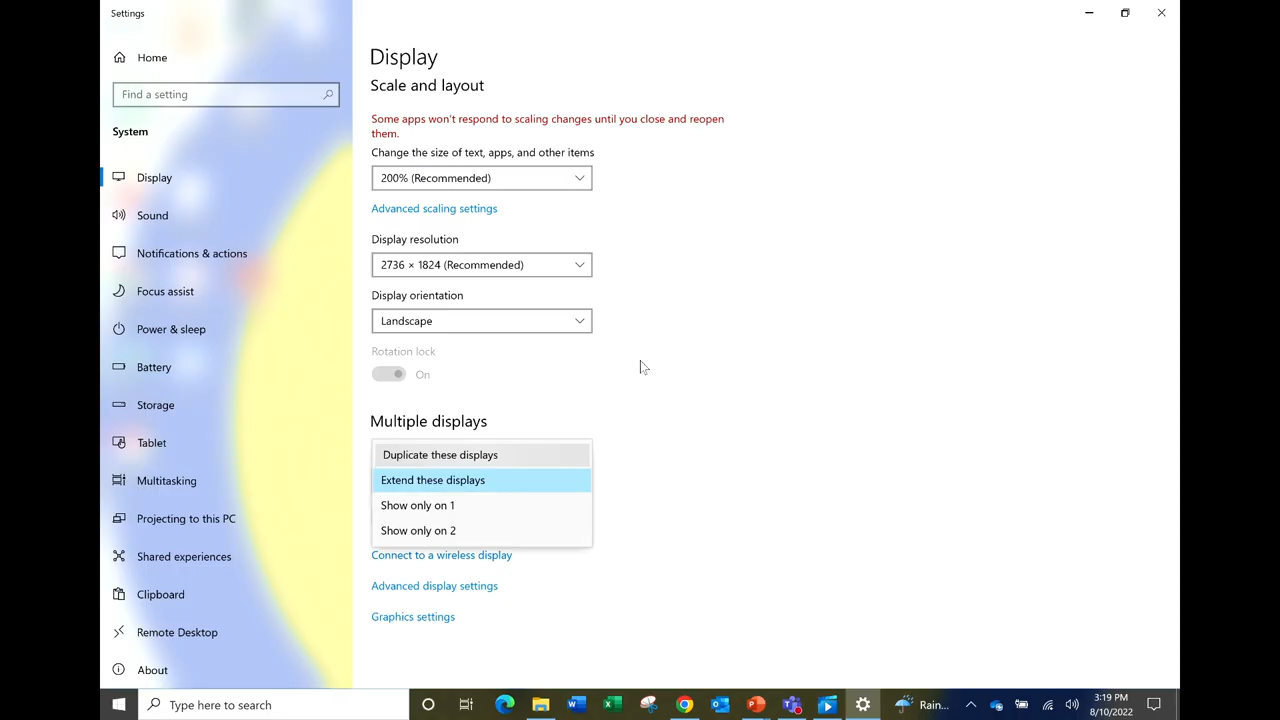 Settings
Home
Find a setting
System
Display
Sound
Notifications & actions
Focus assist
Power & sleep
Battery
Storage
Tablet
Multitasking
Projecting to this PC
Shared experiences
Clipboard
Remote Desktop
About
Display
Scale and layout
Some apps won't respond to scaling changes until you close and reopen
them.
Change the size of text, apps, and other items
200% (Recommended)
Advanced scaling settings
Display resolution
2736 × 1824 (Recommended)
Display orientation
Landscape
Rotation lock
On
Multiple displays
Duplicate these displays
Extend these displays
Show only on 1
Show only on 2
Connect to a wireless display
Advanced display settings
Graphics settings
Type here to search
Rain...
3:19 PM
8/10/2022